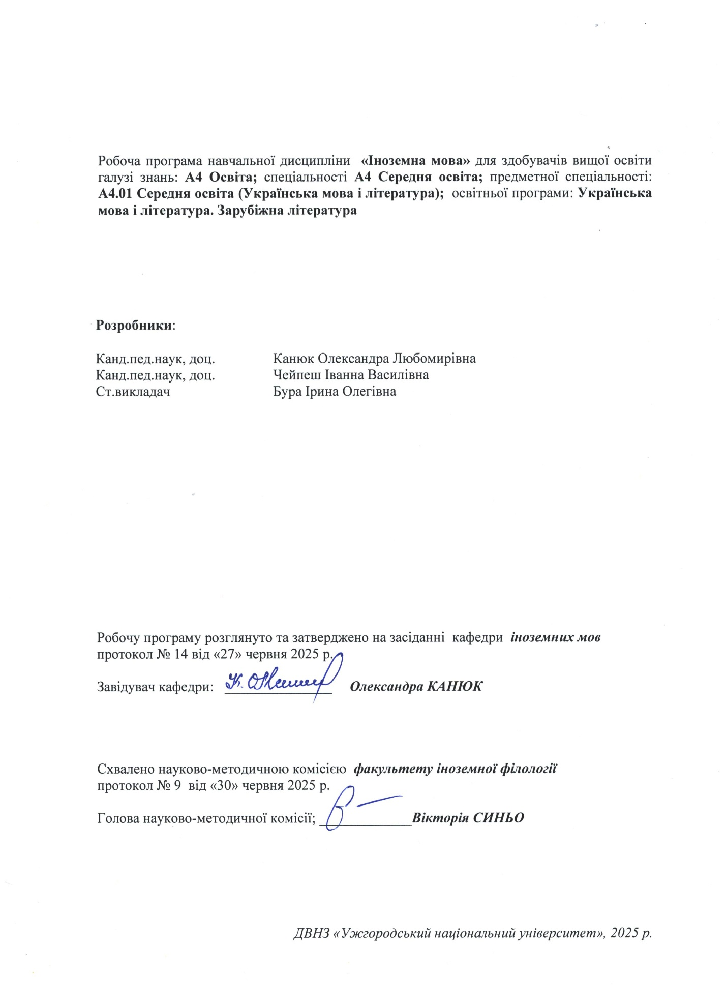 Робоча програма навчальної дисципліни «Іноземна мова» для здобувачів вищої освіти
галузі знань: А4 Освіта; спеціальності А4 Середня освіта; предметної спеціальності:
А4.01 Середня освіта (Українська мова і література); освітньої програми: Українська
мова і література. Зарубіжна література
Розробники:
Канд.пед.наук, доц. Канюк Олександра Любомирівна
Канд.пед.наук, доц. Чейпеш Іванна Василівна
Ст.викладач Бура Ірина Олегівна
Робочу програму розглянуто та затверджено на засіданні кафедри іноземних мов
протокол № 14 від «27» червня 2025 р.
Завідувач кафедри: Олександра КАНЮК
Схвалено науково-методичною комісією факультету іноземної філології
протокол № 9 від «30» червня 2025 р.
Голова науково-методичної комісії; Вікторія СИНЬО
ДВНЗ «Ужгородський національний університет», 2025 р.